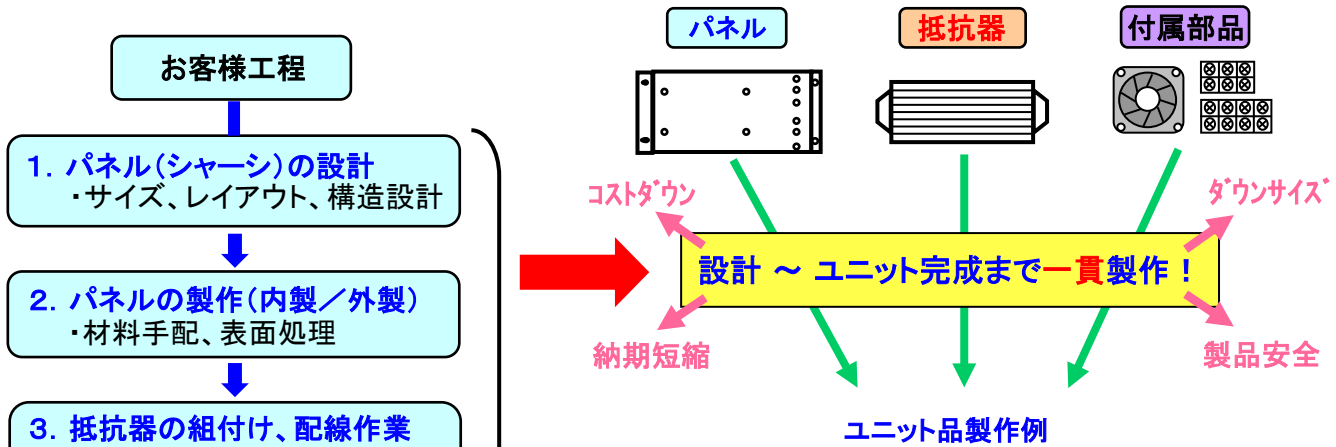 お客様工程
1．パネル（シャーシ）の設計
・サイズ、レイアウト、構造設計
2．パネルの製作（内製／外製）
・材料手配、表面処理
3．抵抗器の組付け、配線作業
パネル
抵抗器
付属部品
コストダウン
ダウンサイズ
設計 ～ ユニット完成まで一貫製作！
納期短縮
製品安全
ユニット品製作例